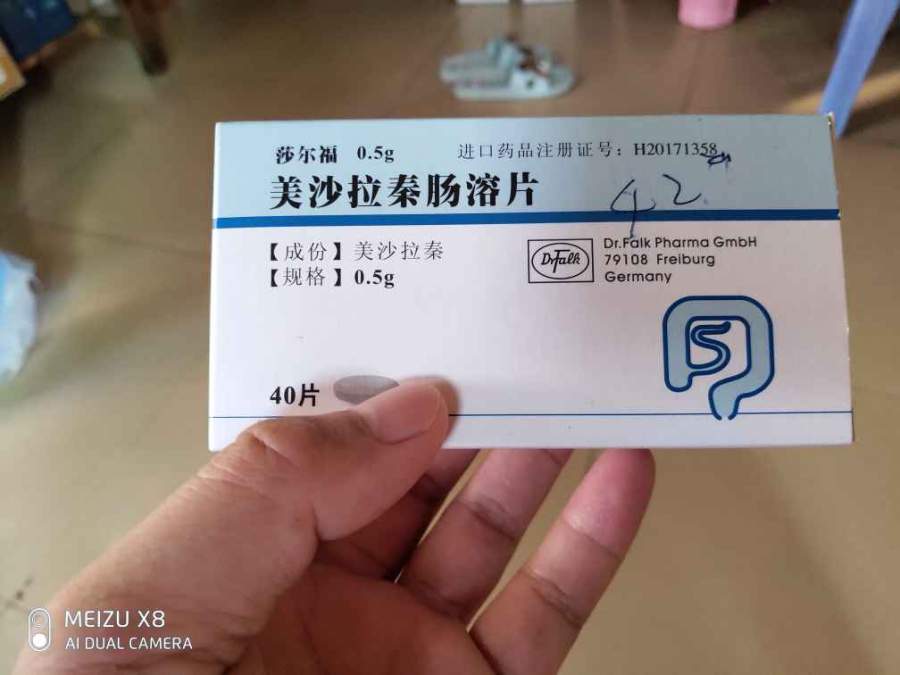 莎尔福 0.5g 进口药品注册证号：H20171358
美沙拉秦肠溶片
42
【成份】美沙拉秦
【规格】0.5g
Dr Falk
Dr.Falk Pharma GmbH
79108 Freiburg
Germany
40片
MEIZU X8
AI DUAL CAMERA